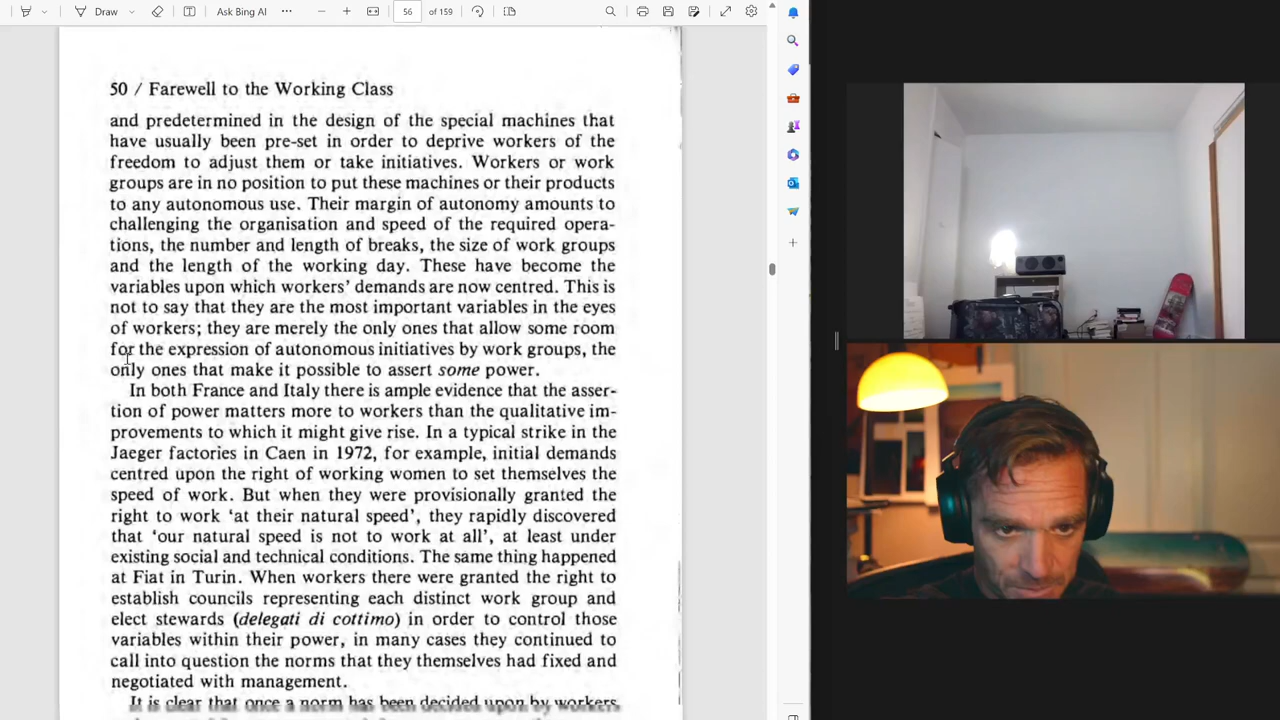 Draw
Ask Bing AI
56
of 159
50 / Farewell to the Working Class
and predetermined in the design of the special machines that
have usually been pre-set in order to deprive workers of the
freedom to adjust them or take initiatives. Workers or work
groups are in no position to put these machines or their products
to any autonomous use. Their margin of autonomy amounts to
challenging the organisation and speed of the required opera-
tions, the number and length of breaks, the size of work groups
and the length of the working day. These have become the
variables upon which workers' demands are now centred. This is
not to say that they are the most important variables in the eyes
of workers; they are merely the only ones that allow some room
for the expression of autonomous initiatives by work groups, the
only ones that make it possible to assert some power.
In both France and Italy there is ample evidence that the asser-
tion of power matters more to workers than the qualitative im-
provements to which it might give rise. In a typical strike in the
Jaeger factories in Caen in 1972, for example, initial demands
centred upon the right of working women to set themselves the
speed of work. But when they were provisionally granted the
right to work 'at their natural speed', they rapidly discovered
that 'our natural speed is not to work at all', at least under
existing social and technical conditions. The same thing happened
at Fiat in Turin. When workers there were granted the right to
establish councils representing each distinct work group and
elect stewards (delegati di cottimo) in order to control those
variables within their power, in many cases they continued to
call into question the norms that they themselves had fixed and
negotiated with management.
It is clear that once a norm has been decided upon by workers